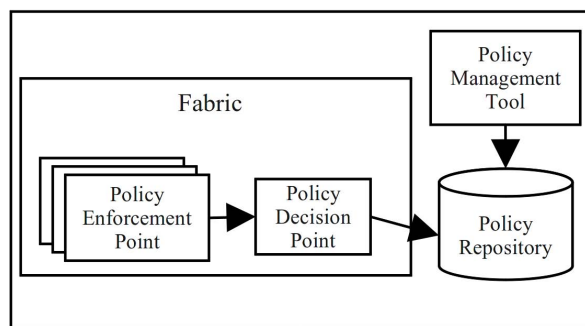 Fabric
Policy
Enforcement
Point
Policy
Decision
Point
Policy
Management
Tool
Policy
Repository